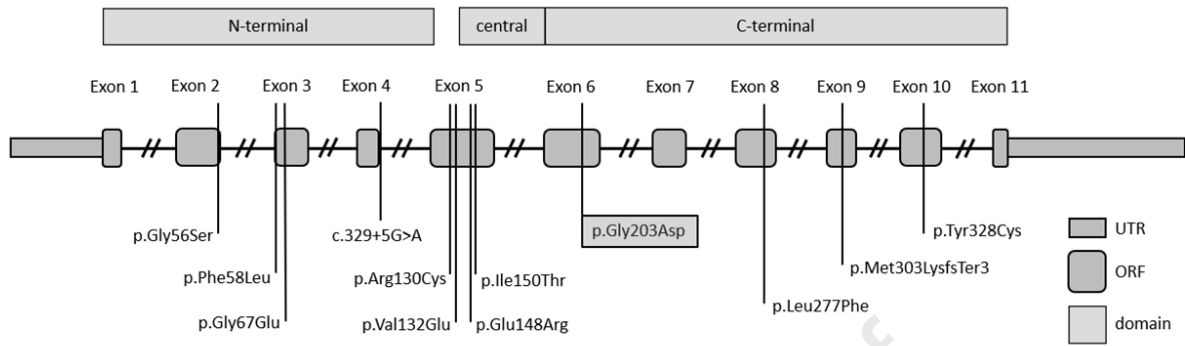 N-terminal
central
C-terminal
Exon 1
Exon 2
Exon 3
Exon 4
Exon 5
Exon 6
Exon 7
Exon 8
Exon 9
Exon 10
Exon 11
p.Gly56Ser
c.329+5G>A
p.Gly203Asp
p.Tyr328Cys
UTR
p.Phe58Leu
p.Arg130Cys
p.Ile150Thr
p.Met303LysfsTer3
ORF
p.Leu277Phe
p.Gly67Glu
p.Val132Glu
p.Glu148Arg
domain